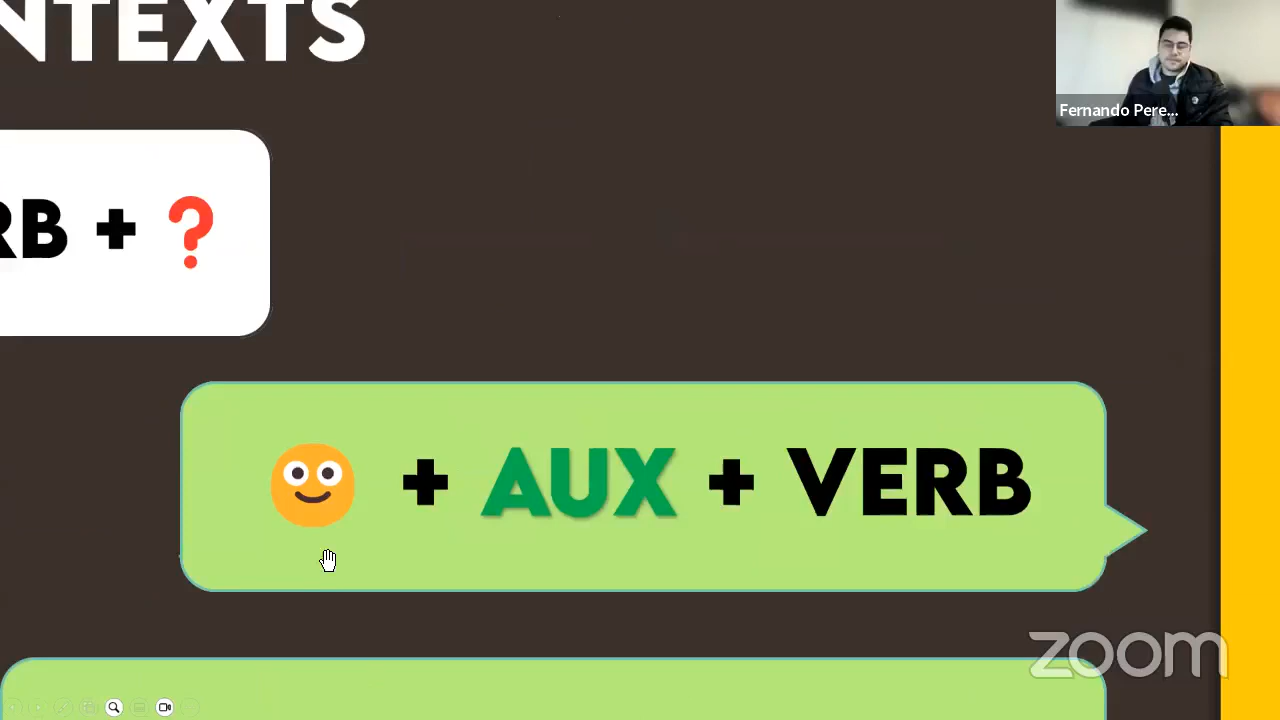 NTEXTS
Fernando Pere...
RB + ?
+ AUX + VERB
zoom